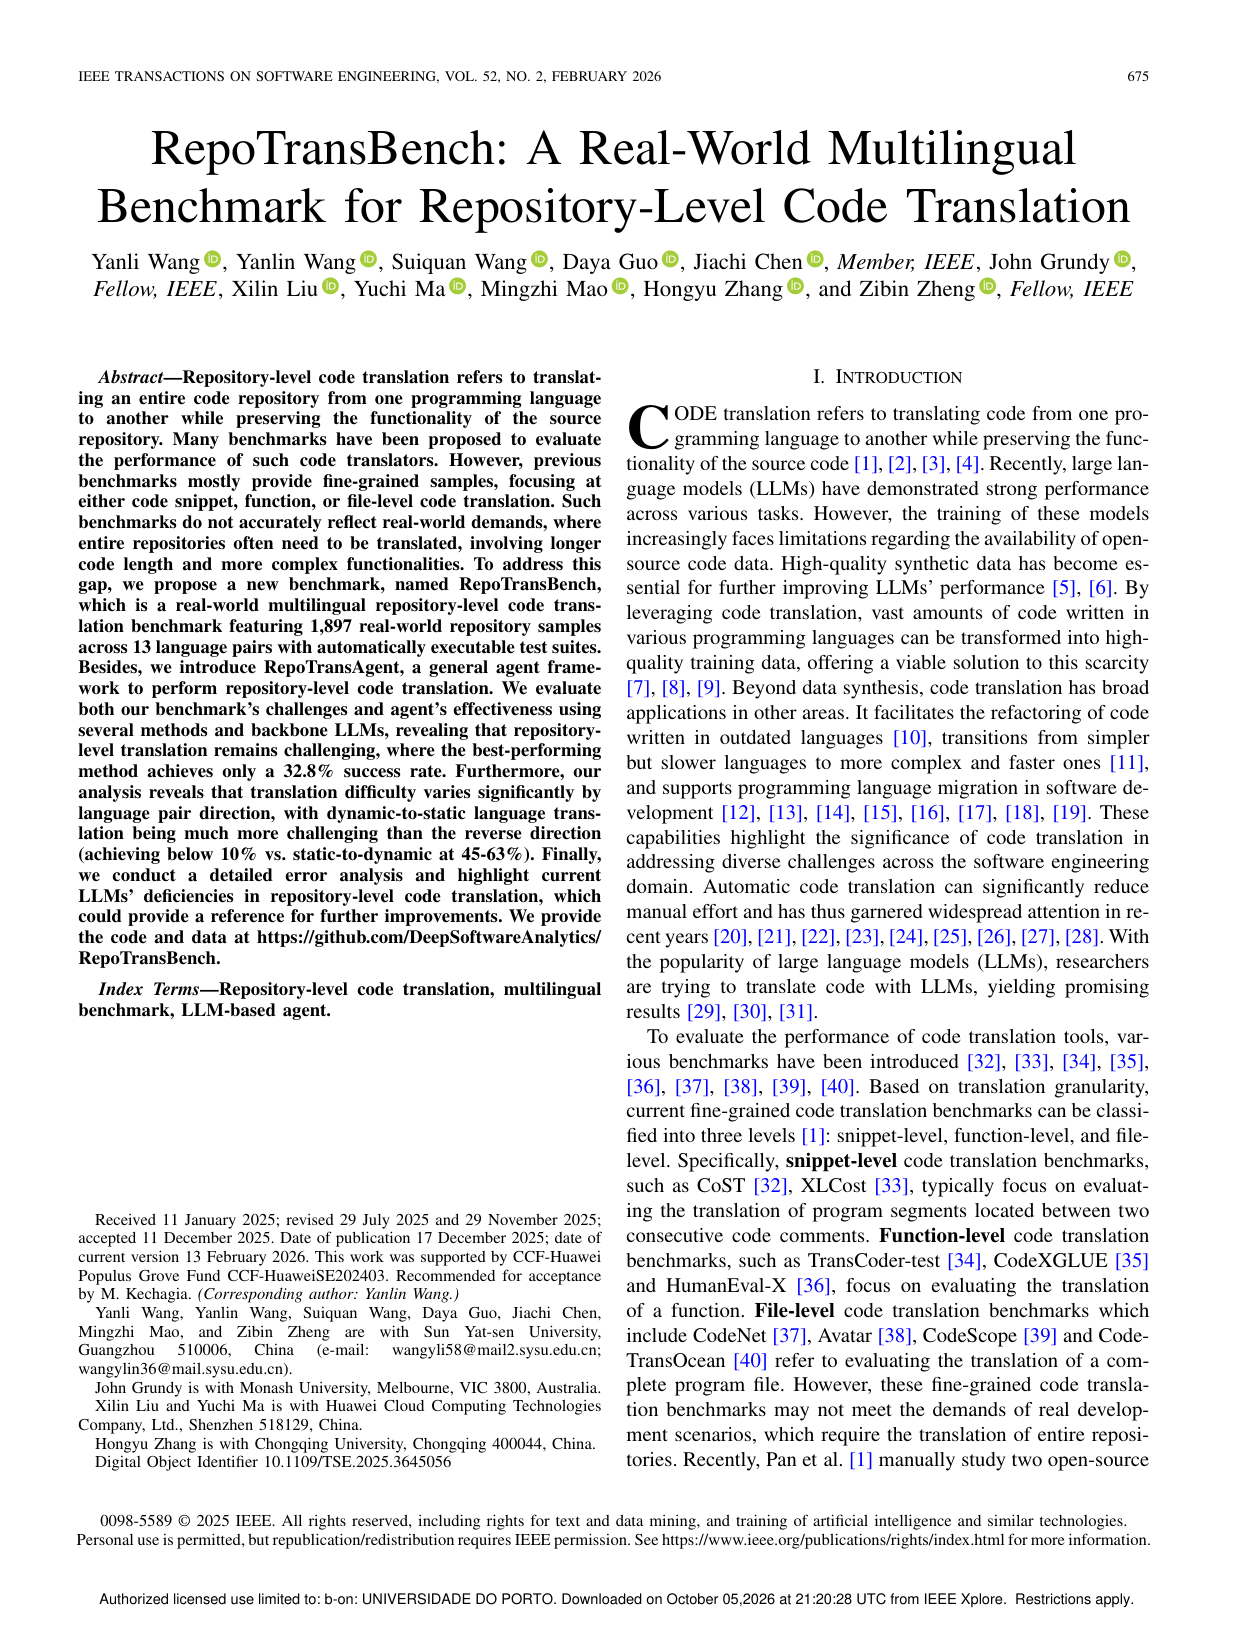 IEEE TRANSACTIONS ON SOFTWARE ENGINEERING, VOL. 52, NO. 2, FEBRUARY 2026
675
RepoTransBench: A Real-World Multilingual
Benchmark for Repository-Level Code Translation
Yanli Wang, Yanlin Wang, Suiquan Wang, Daya Guo, Jiachi Chen, Member, IEEE, John Grundy,
Fellow, IEEE, Xilin Liu, Yuchi Ma, Mingzhi Mao, Hongyu Zhang, and Zibin Zheng, Fellow, IEEE
Abstract—Repository-level code translation refers to translat-
ing an entire code repository from one programming language
to another while preserving the functionality of the source
repository. Many benchmarks have been proposed to evaluate
the performance of such code translators. However, previous
benchmarks mostly provide fine-grained samples, focusing at
either code snippet, function, or file-level code translation. Such
benchmarks do not accurately reflect real-world demands, where
entire repositories often need to be translated, involving longer
code length and more complex functionalities. To address this
gap, we propose a new benchmark, named RepoTransBench,
which is a real-world multilingual repository-level code trans-
lation benchmark featuring 1,897 real-world repository samples
across 13 language pairs with automatically executable test suites.
Besides, we introduce RepoTransAgent, a general agent frame-
work to perform repository-level code translation. We evaluate
both our benchmark's challenges and agent's effectiveness using
several methods and backbone LLMs, revealing that repository-
level translation remains challenging, where the best-performing
method achieves only a 32.8% success rate. Furthermore, our
analysis reveals that translation difficulty varies significantly by
language pair direction, with dynamic-to-static language trans-
lation being much more challenging than the reverse direction
(achieving below 10% vs. static-to-dynamic at 45-63%). Finally,
we conduct a detailed error analysis and highlight current
LLMs' deficiencies in repository-level code translation, which
could provide a reference for further improvements. We provide
the code and data at https://github.com/DeepSoftwareAnalytics/
RepoTransBench.
Index Terms—Repository-level code translation, multilingual
benchmark, LLM-based agent.
Received 11 January 2025; revised 29 July 2025 and 29 November 2025;
accepted 11 December 2025. Date of publication 17 December 2025; date of
current version 13 February 2026. This work was supported by CCF-Huawei
Populus Grove Fund CCF-HuaweiSE202403. Recommended for acceptance
by M. Kechagia. (Corresponding author: Yanlin Wang.)
Yanli Wang, Yanlin Wang, Suiquan Wang, Daya Guo, Jiachi Chen,
Mingzhi Mao, and Zibin Zheng are with Sun Yat-sen University,
Guangzhou 510006, China (e-mail: wangyli58@mail2.sysu.edu.cn;
wangylin36@mail.sysu.edu.cn).
John Grundy is with Monash University, Melbourne, VIC 3800, Australia.
Xilin Liu and Yuchi Ma is with Huawei Cloud Computing Technologies
Company, Ltd., Shenzhen 518129, China.
Hongyu Zhang is with Chongqing University, Chongqing 400044, China.
Digital Object Identifier 10.1109/TSE.2025.3645056
I. INTRODUCTION
CODE translation refers to translating code from one pro-
gramming language to another while preserving the func-
tionality of the source code [1], [2], [3], [4]. Recently, large lan-
guage models (LLMs) have demonstrated strong performance
across various tasks. However, the training of these models
increasingly faces limitations regarding the availability of open-
source code data. High-quality synthetic data has become es-
sential for further improving LLMs' performance [5], [6]. By
leveraging code translation, vast amounts of code written in
various programming languages can be transformed into high-
quality training data, offering a viable solution to this scarcity
[7], [8], [9]. Beyond data synthesis, code translation has broad
applications in other areas. It facilitates the refactoring of code
written in outdated languages [10], transitions from simpler
but slower languages to more complex and faster ones [11],
and supports programming language migration in software de-
velopment [12], [13], [14], [15], [16], [17], [18], [19]. These
capabilities highlight the significance of code translation in
addressing diverse challenges across the software engineering
domain. Automatic code translation can significantly reduce
manual effort and has thus garnered widespread attention in re-
cent years [20], [21], [22], [23], [24], [25], [26], [27], [28]. With
the popularity of large language models (LLMs), researchers
are trying to translate code with LLMs, yielding promising
results [29], [30], [31].
To evaluate the performance of code translation tools, var-
ious benchmarks have been introduced [32], [33], [34], [35],
[36], [37], [38], [39], [40]. Based on translation granularity,
current fine-grained code translation benchmarks can be classi-
fied into three levels [1]: snippet-level, function-level, and file-
level. Specifically, snippet-level code translation benchmarks,
such as CoST [32], XLCost [33], typically focus on evaluat-
ing the translation of program segments located between two
consecutive code comments. Function-level code translation
benchmarks, such as TransCoder-test [34], CodeXGLUE [35]
and HumanEval-X [36], focus on evaluating the translation
of a function. File-level code translation benchmarks which
include CodeNet [37], Avatar [38], CodeScope [39] and Code-
TransOcean [40] refer to evaluating the translation of a com-
plete program file. However, these fine-grained code transla-
tion benchmarks may not meet the demands of real develop-
ment scenarios, which require the translation of entire reposi-
tories. Recently, Pan et al. [1] manually study two open-source
0098-5589 © 2025 IEEE. All rights reserved, including rights for text and data mining, and training of artificial intelligence and similar technologies.
Personal use is permitted, but republication/redistribution requires IEEE permission. See https://www.ieee.org/publications/rights/index.html for more information.
Authorized licensed use limited to: b-on: UNIVERSIDADE DO PORTO. Downloaded on October 05,2026 at 21:20:28 UTC from IEEE Xplore. Restrictions apply.